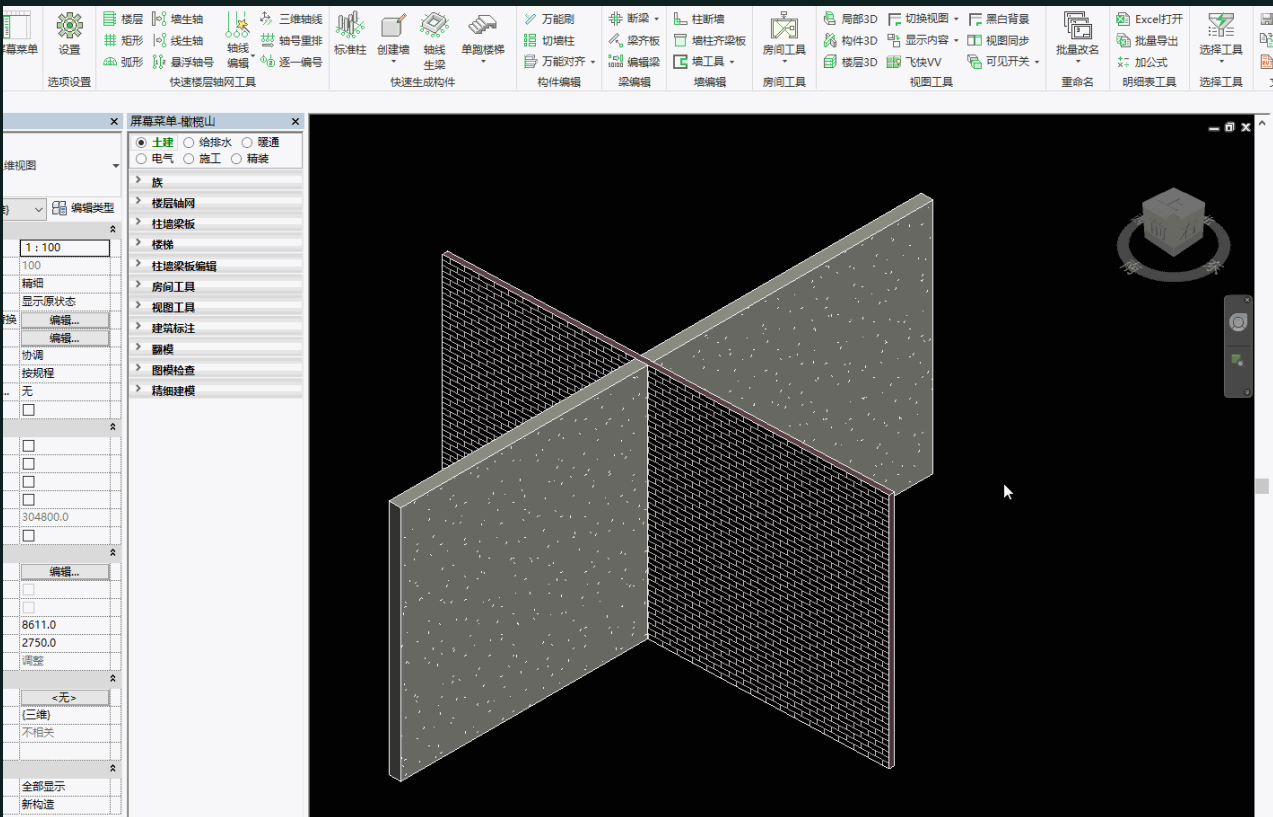 屏幕菜单
设置
楼层
矩形
弧形
墙生轴
线生轴
悬浮轴号
轴线
编辑
三维轴线
轴号重排
逐一编号
标准柱
创建墙
轴线
生梁
单跑楼梯
万能刷
切墙柱
万能对齐
断梁
梁齐板
编辑梁
柱断墙
墙柱齐梁板
墙工具
房间工具
局部3D
构件3D
楼层3D
切换视图
显示内容
飞快VV
黑白背景
视图同步
可见开关
批量改名
Excel打开
批量导出
加公式
选择工具
选项设置
快速楼层轴网工具
快速生成构件
构件编辑
梁编辑
墙编辑
房间工具
视图工具
重命名
明细表工具
选择工具
维视图
编辑类型
1 : 100
100
精细
显示原状态
替换
编辑...
编辑...
协调
按规程
无
304800.0
编辑...
8611.0
2750.0
调整
<无>
{三维}
不相关
全部显示
新构造
屏幕菜单-橄榄山
土建 给排水 暖通
电气 施工 精装
族
楼层轴网
柱墙梁板
楼梯
柱墙梁板编辑
房间工具
视图工具
建筑标注
翻模
图模检查
精细建模
上
前 右
南 东